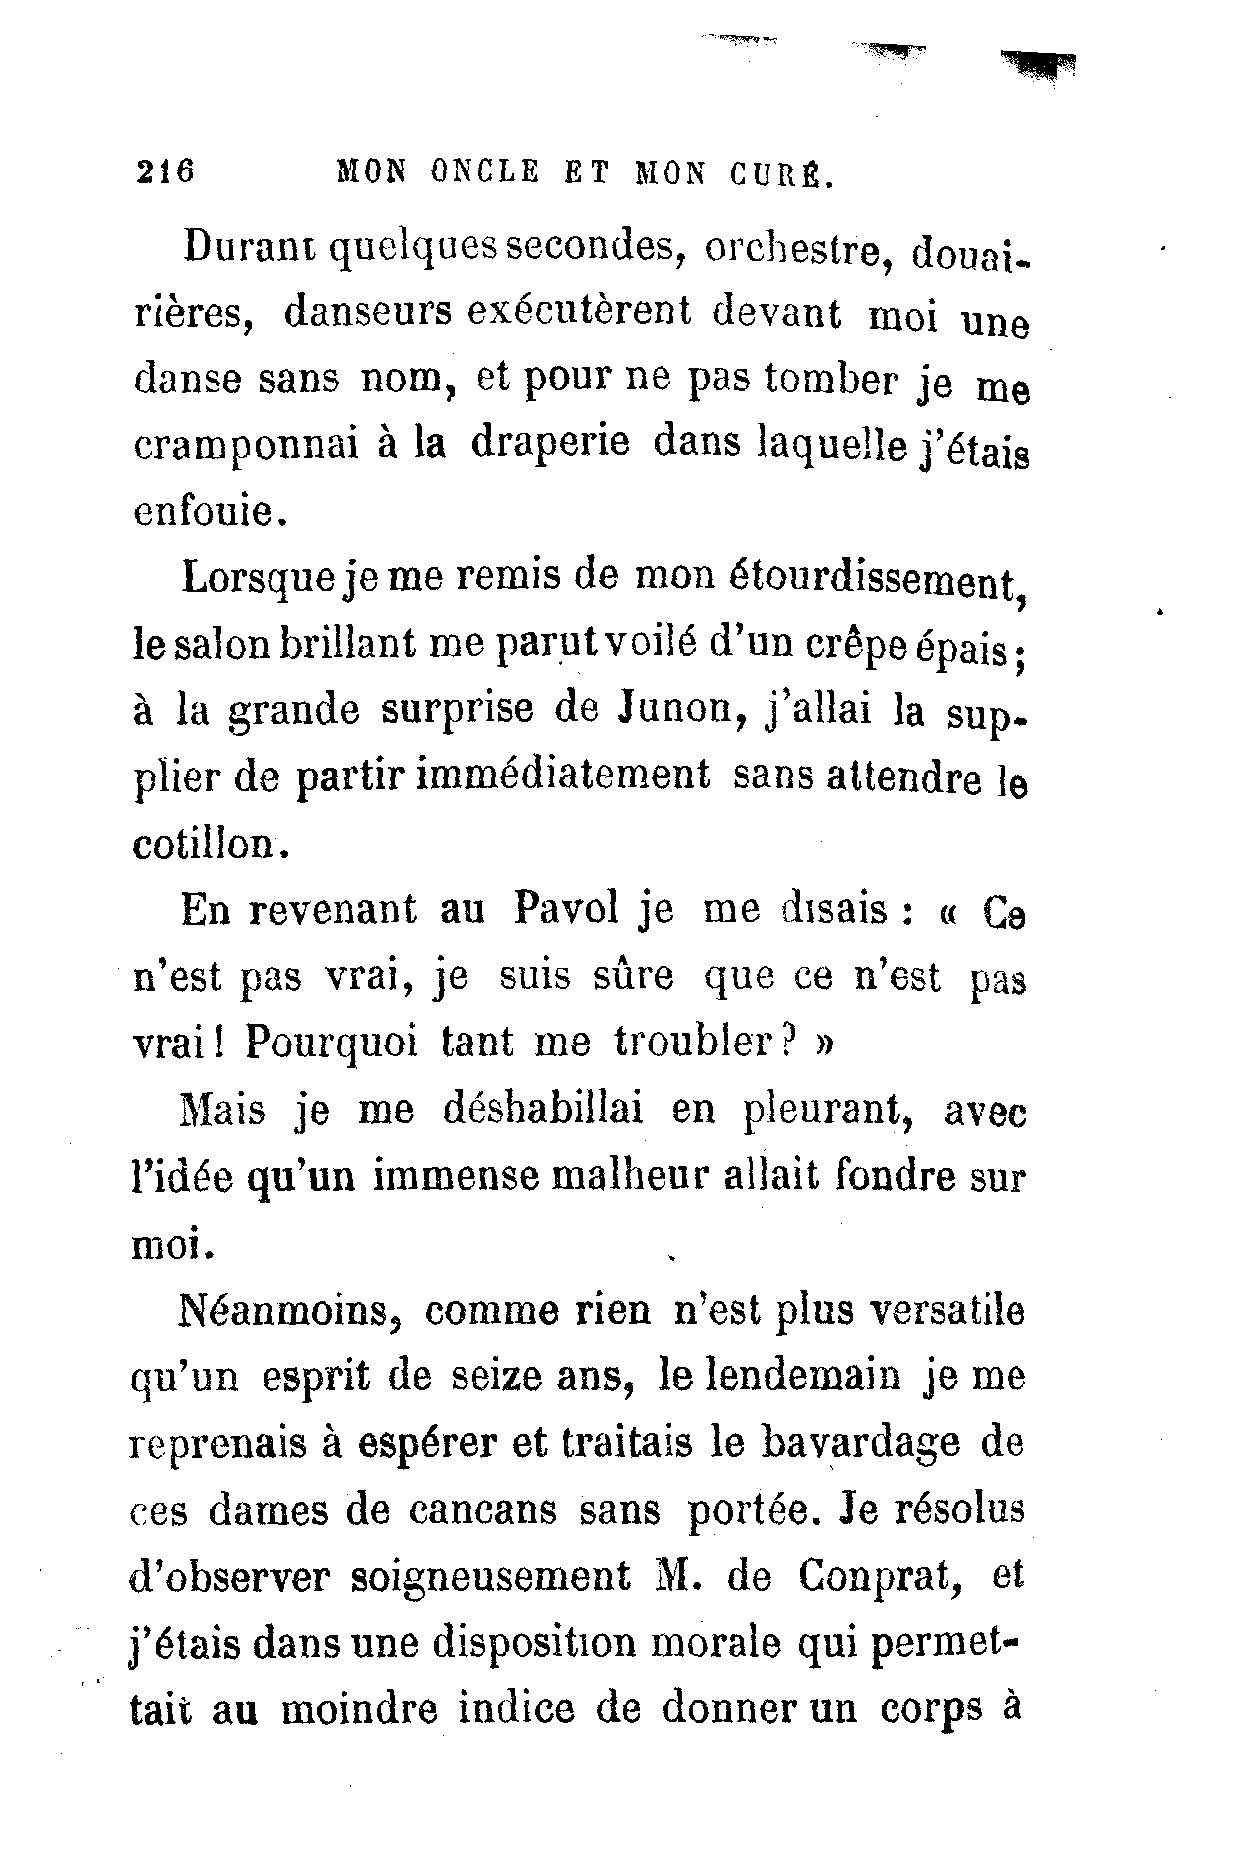 216 MON ONCLE ET MON CURÉ.
Durant quelques secondes, orchestre, douai-
rières, danseurs exécutèrent devant moi une
danse sans nom, et pour ne pas tomber je me
cramponnai à la draperie dans laquelle j'étais
enfouie.
Lorsque je me remis de mon étourdissement,
le salon brillant me parut voilé d'un crêpe épais;
à la grande surprise de Junon, j'allai la sup-
plier de partir immédiatement sans attendre le
cotillon.
En revenant au Pavol je me disais : « Ce
n'est pas vrai, je suis sûre que ce n'est pas
vrai! Pourquoi tant me troubler? »
Mais je me déshabillai en pleurant, avec
l'idée qu'un immense malheur allait fondre sur
moi.
Néanmoins, comme rien n'est plus versatile
qu'un esprit de seize ans, le lendemain je me
reprenais à espérer et traitais le bavardage de
ces dames de cancans sans portée. Je résolus
d'observer soigneusement M. de Conprat, et
j'étais dans une disposition morale qui permet-
tait au moindre indice de donner un corps à